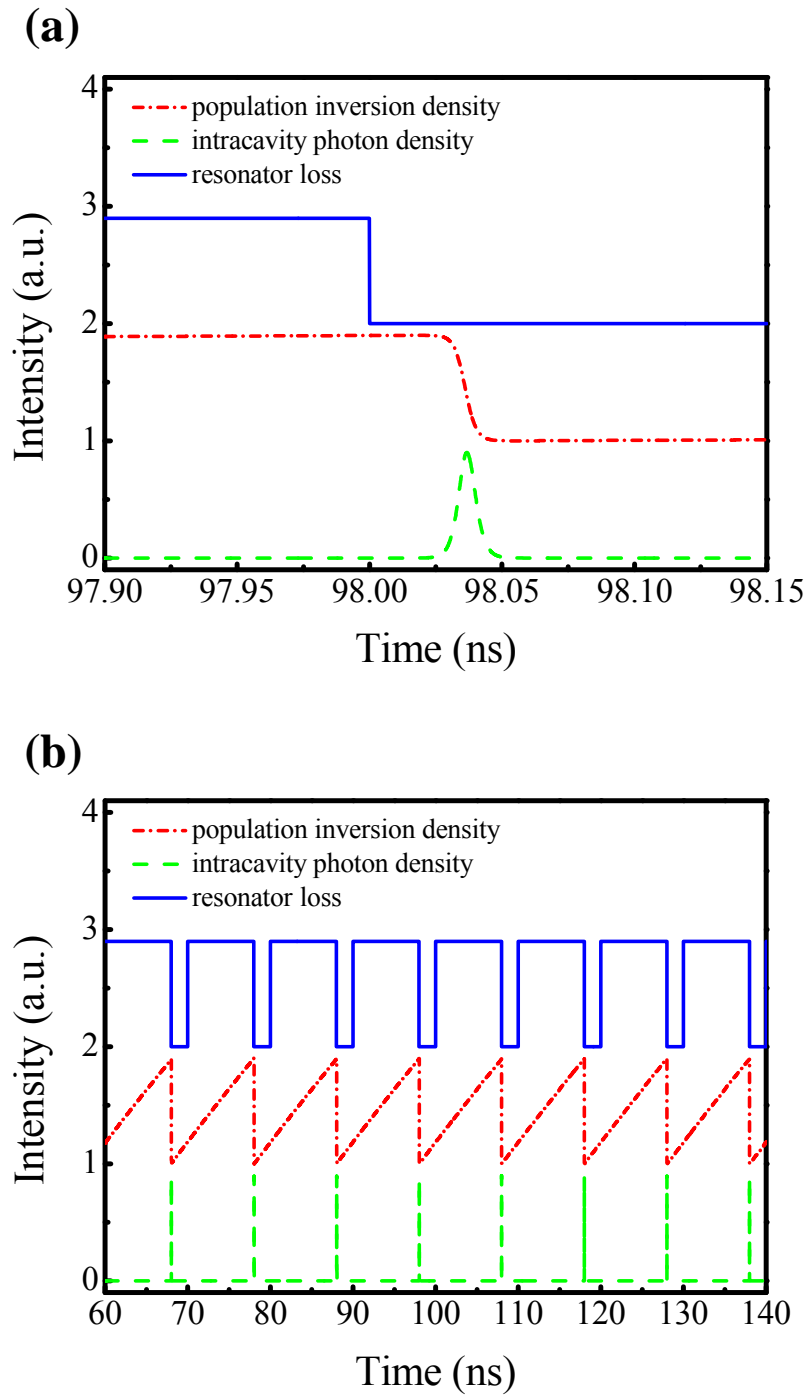 (a)
4
population inversion density
intracavity photon density
resonator loss
3
2
1
0
Intensity (a.u.)
97.90 97.95 98.00 98.05 98.10 98.15
Time (ns)
(b)
4
population inversion density
intracavity photon density
resonator loss
3
2
1
0
Intensity (a.u.)
60 70 80 90 100 110 120 130 140
Time (ns)